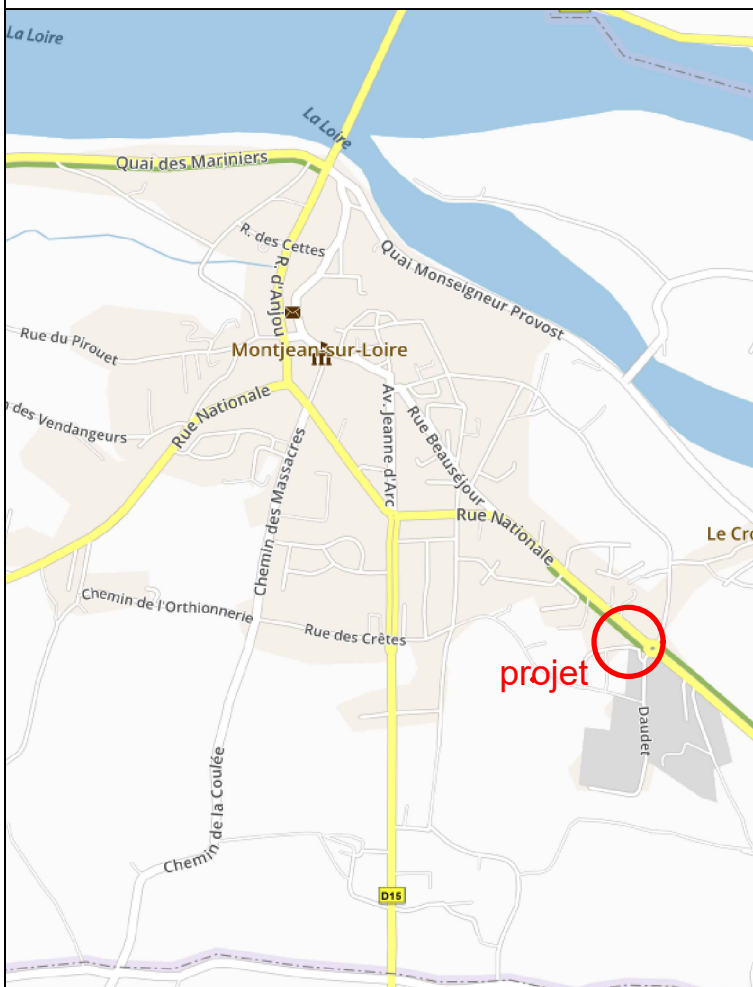 La Loire
La Loire
Quai des Mariniers
R. des Cettes
Quai Monseigneur Provost
R. d'Anjou
Rue du Pirouet
Montjean-sur-Loire
des Vendangeurs
Rue Nationale
Av. Jeanne d'Arc
Rue Beauséjour
Chemin des Massacres
Rue Nationale
Le Cro
Chemin de l'Orthionnerie
Rue des Crêtes
projet
Daudet
Chemin de la Coulée
D15